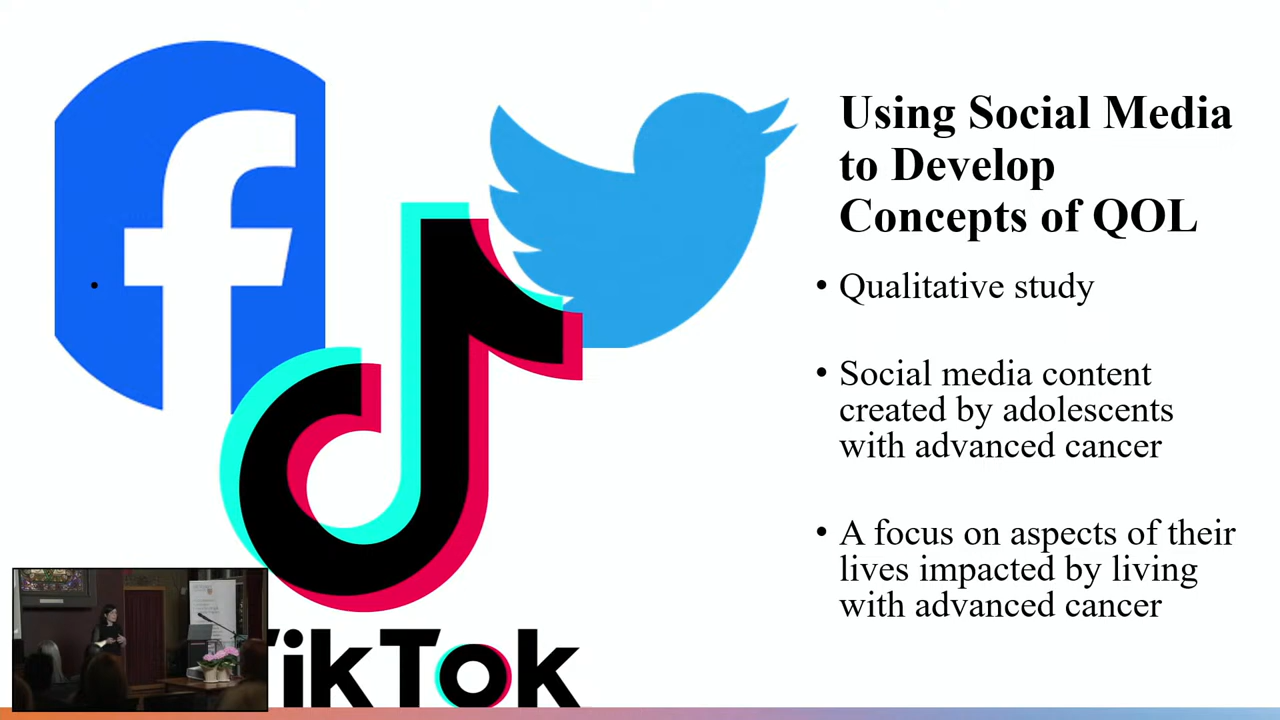 Using Social Media
to Develop
Concepts of QOL
• Qualitative study
• Social media content
created by adolescents
with advanced cancer
• A focus on aspects of their
lives impacted by living
with advanced cancer
TikTok